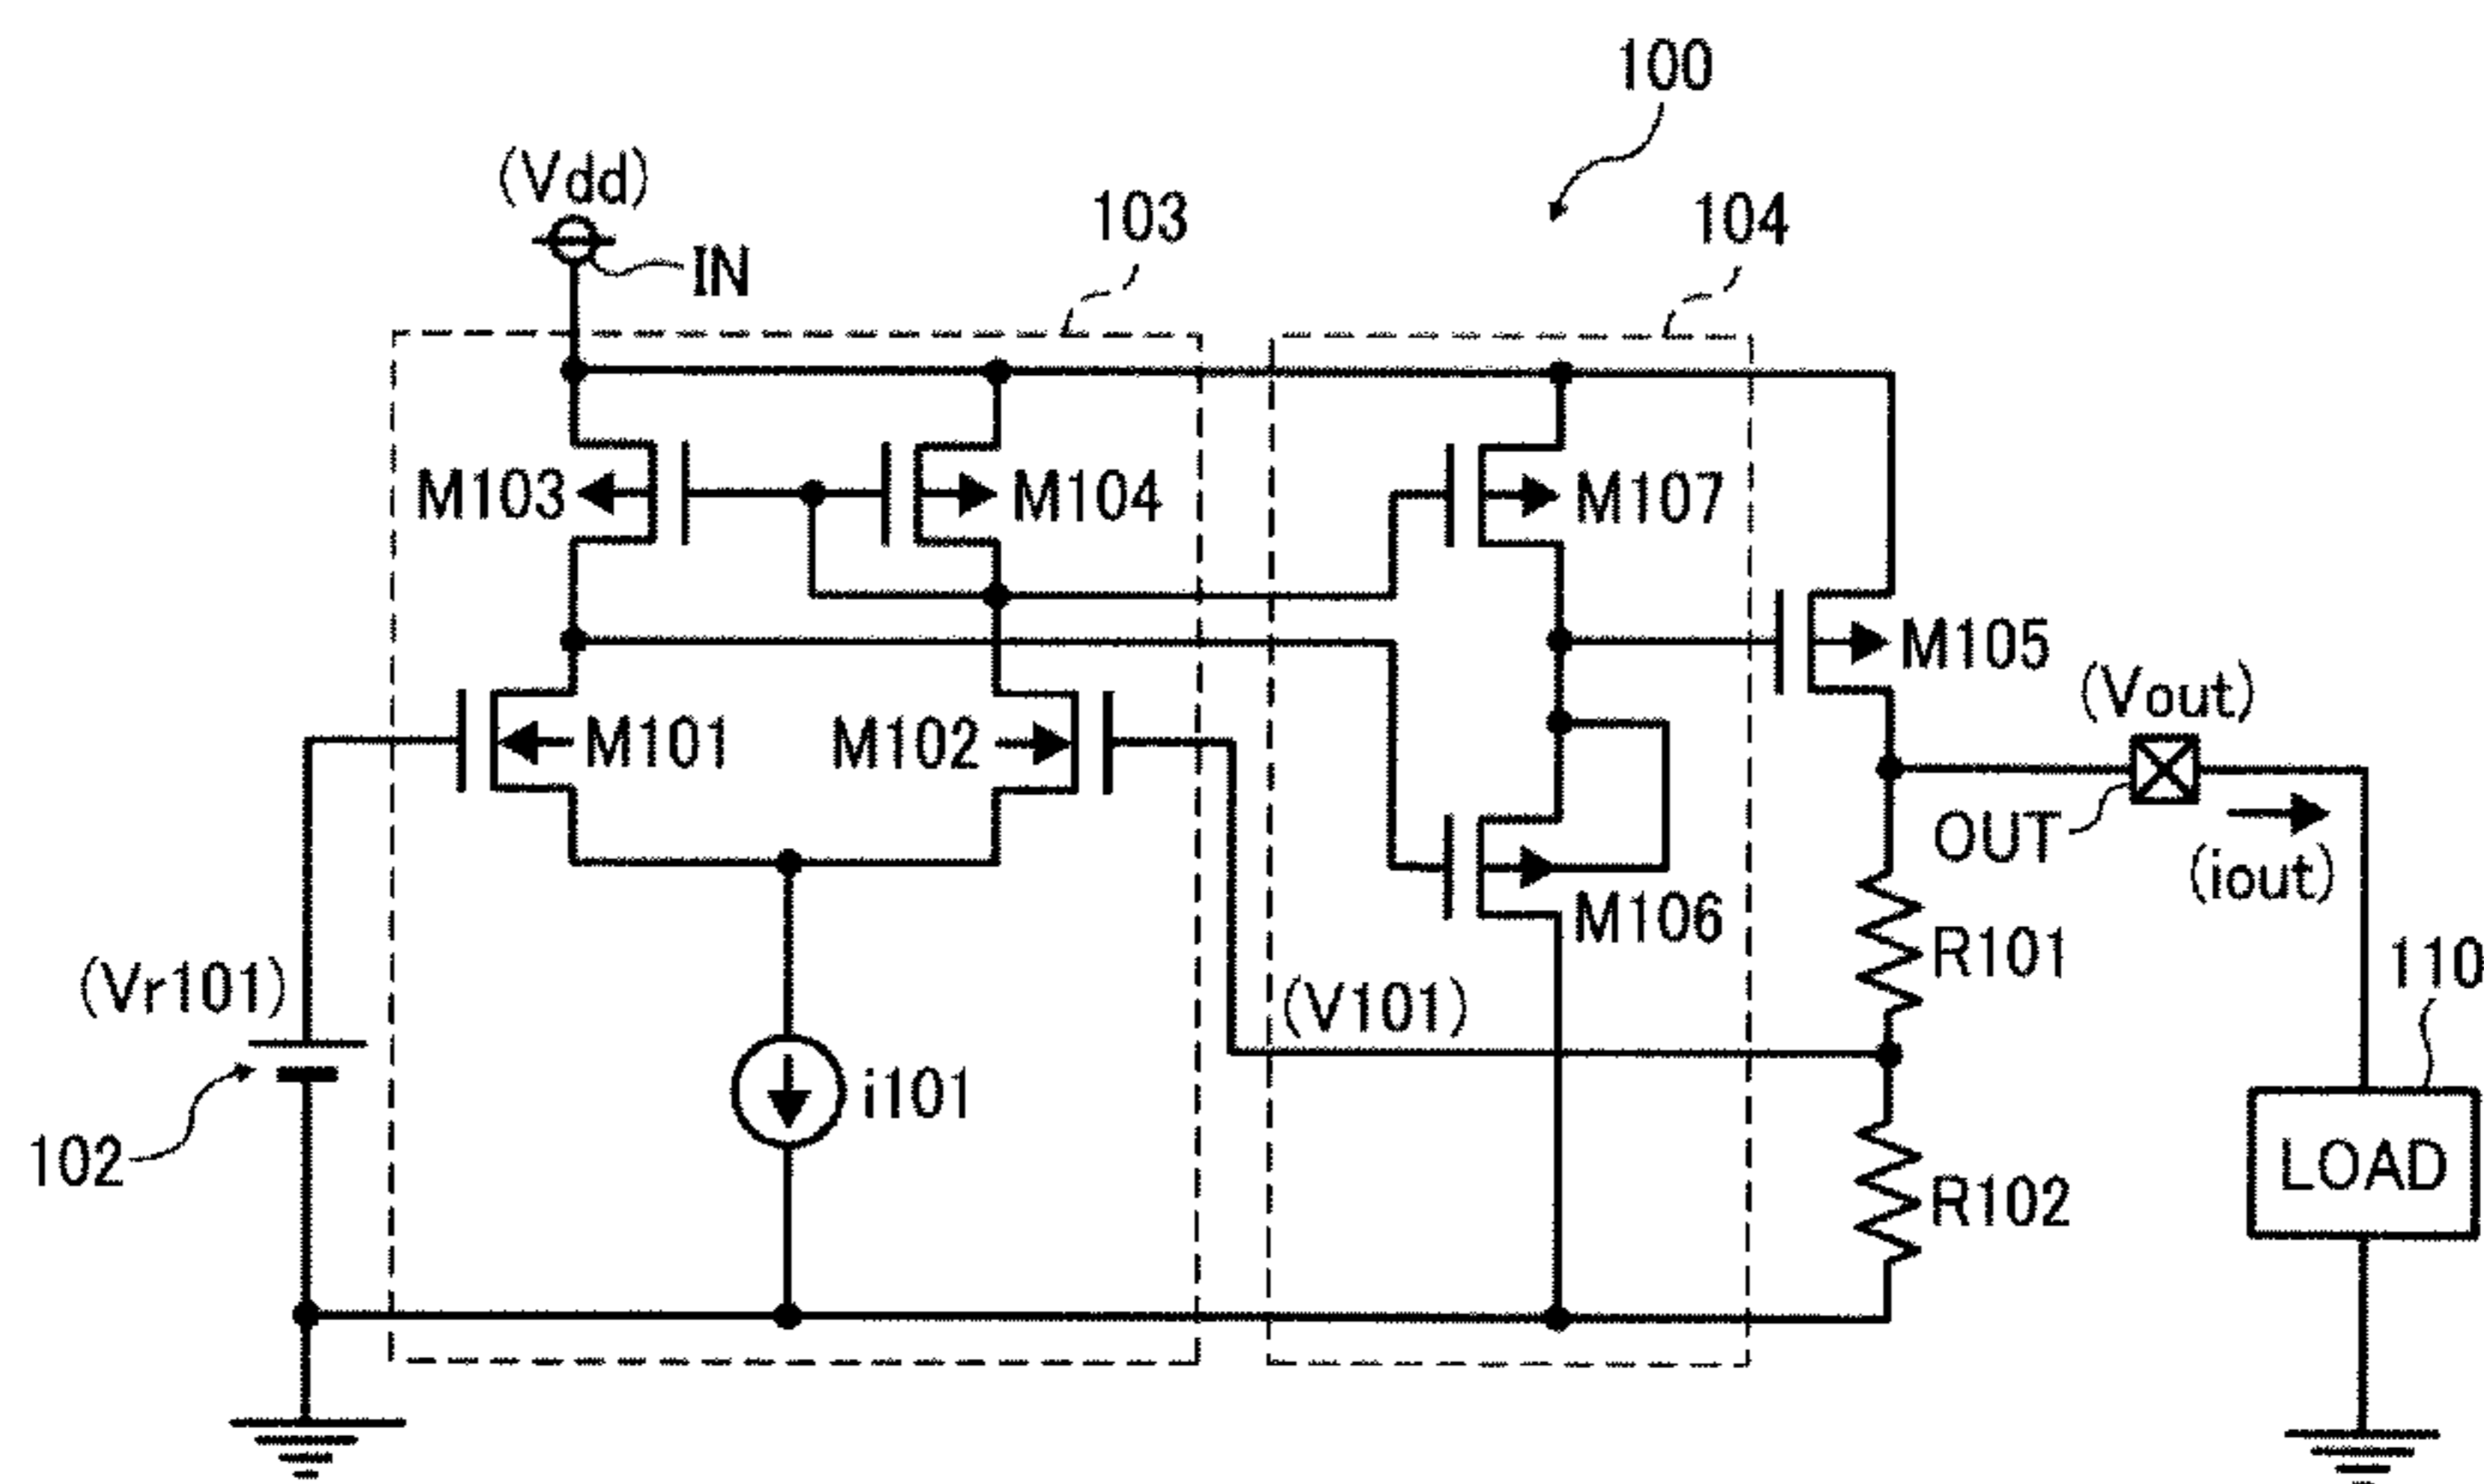 100
(Vdd)
103
104
IN
M103
M104
M107
M105
(Vout)
M101
M102
OUT
(iout)
M106
R101
(Vr101)
(V101)
110
i101
102
LOAD
R102